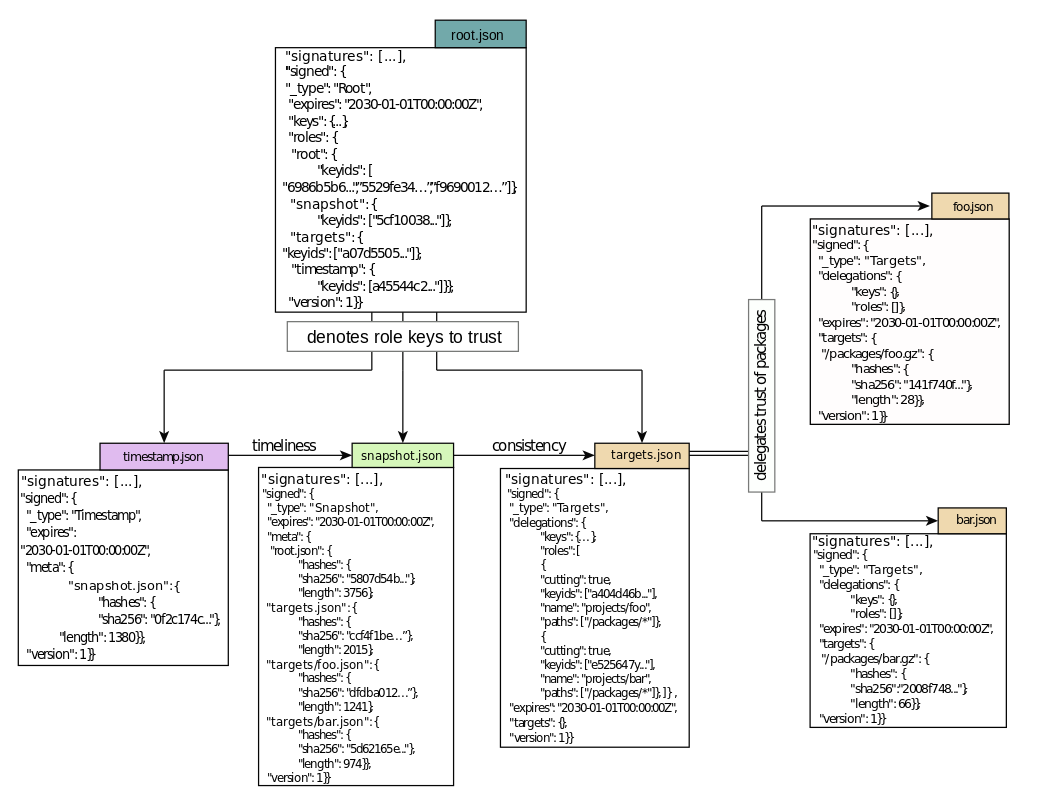 root.json
"signatures": [...],
"signed": {
"_type": "Root",
"expires": "2030-01-01T00:00:00Z",
"keys": {...},
"roles": {
"root": {
"keyids": [
"6986b5b6...","5529fe34...","f9690012..."]},
"snapshot": {
"keyids": ["5cf10038..."]},
"targets": {
"keyids": ["a07d5505..."]},
"timestamp": {
"keyids": [a45544c2..."]}},
"version": 1}}
denotes role keys to trust
timestamp.json
"signatures": [...],
"signed": {
"_type": "Timestamp",
"expires":
"2030-01-01T00:00:00Z",
"meta": {
"snapshot.json": {
"hashes": {
"sha256": "0f2c174c..."},
"length": 1380}},
"version": 1}}
timeliness
snapshot.json
"signatures": [...],
"signed": {
"_type": "Snapshot",
"expires": "2030-01-01T00:00:00Z",
"meta": {
"root.json": {
"hashes": {
"sha256": "5807d54b..."},
"length": 3756},
"targets.json": {
"hashes": {
"sha256": "ccf4f1be..."},
"length": 2015},
"targets/foo.json": {
"hashes": {
"sha256": "dfdba012..."},
"length": 1241},
"targets/bar.json": {
"hashes": {
"sha256": "5d62165e..."},
"length": 974}},
"version": 1}}
consistency
targets.json
"signatures": [...],
"signed": {
"_type": "Targets",
"delegations": {
"keys": {...},
"roles": [
{
"cutting": true,
"keyids": ["a404d46b..."],
"name": "projects/foo",
"paths": ["/packages/*"]},
{
"cutting": true,
"keyids": ["e525647y..."],
"name": "projects/bar",
"paths": ["/packages/*"]}, ]} ,
"expires": "2030-01-01T00:00:00Z",
"targets": {},
"version": 1}}
delegates trust of packages
foo.json
"signatures": [...],
"signed": {
"_type": "Targets",
"delegations": {
"keys": {},
"roles": []},
"expires": "2030-01-01T00:00:00Z",
"targets": {
"/packages/foo.gz": {
"hashes": {
"sha256": "141f740f..."},
"length": 28}},
"version": 1}}
bar.json
"signatures": [...],
"signed": {
"_type": "Targets",
"delegations": {
"keys": {},
"roles": []},
"expires": "2030-01-01T00:00:00Z",
"targets": {
"/packages/bar.gz": {
"hashes": {
"sha256":"2008f748..."},
"length": 66}},
"version": 1}}